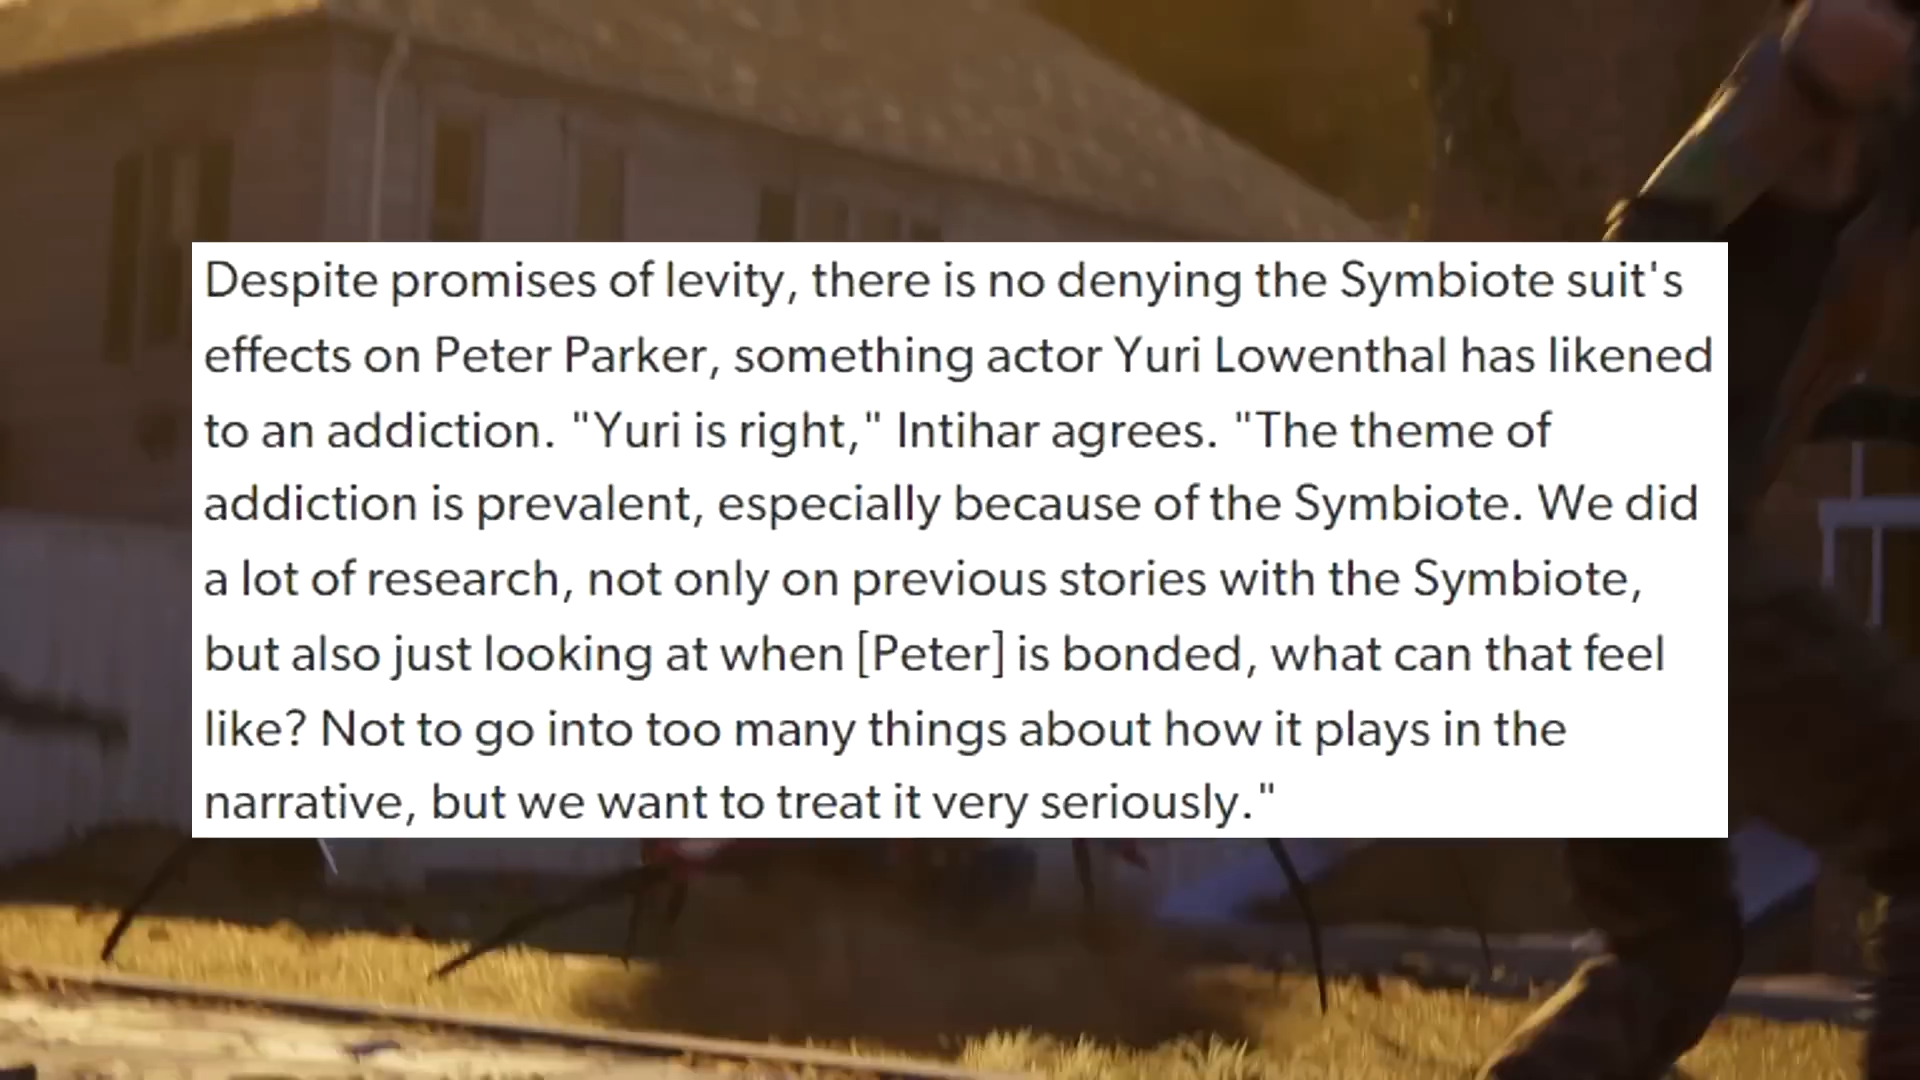 Despite promises of levity, there is no denying the Symbiote suit's
effects on Peter Parker, something actor Yuri Lowenthal has likened
to an addiction. "Yuri is right," Intihar agrees. "The theme of
addiction is prevalent, especially because of the Symbiote. We did
a lot of research, not only on previous stories with the Symbiote,
but also just looking at when [Peter] is bonded, what can that feel
like? Not to go into too many things about how it plays in the
narrative, but we want to treat it very seriously."